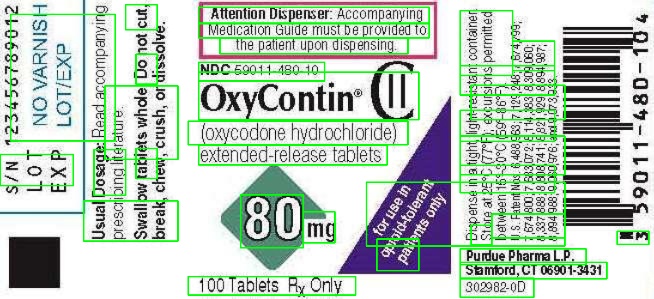 S/N 123456789012
LOT
EXP
NO VARNISH
LOT/EXP
Usual Dosage: Read accompanying
prescribing literature.
Swallow tablets whole. Do not cut,
break, chew, crush, or dissolve.
Attention Dispenser: Accompanying
Medication Guide must be provided to
the patient upon dispensing.
NDC 59011-480-10
OxyContin® CII
(oxycodone hydrochloride)
extended-release tablets
80 mg
for use in
opioid-tolerant
patients only
100 Tablets Rx Only
Dispense in a tight, light-resistant container.
Store at 25°C (77°F); excursions permitted
between 15°-30°C (59°-86°F).
Purdue Pharma L.P.
Stamford, CT 06901-3431
302982-0D
3 59011-480-10 4